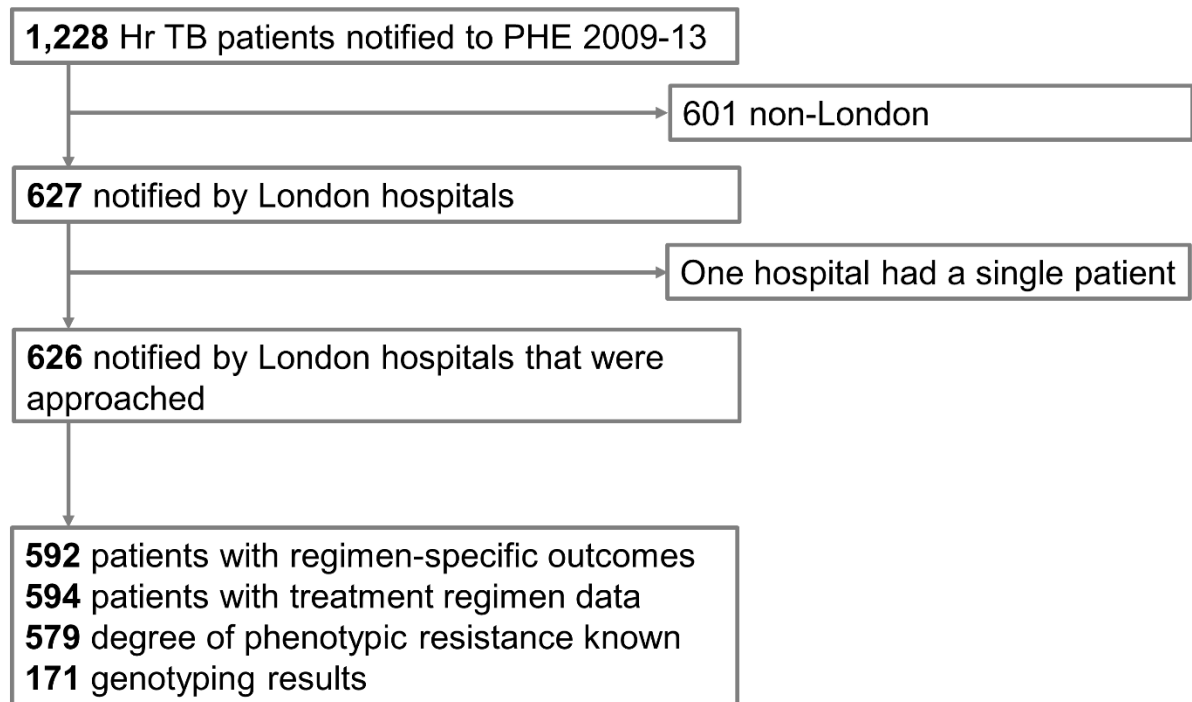 1,228 Hr TB patients notified to PHE 2009-13
601 non-London
627 notified by London hospitals
One hospital had a single patient
626 notified by London hospitals that were
approached
592 patients with regimen-specific outcomes
594 patients with treatment regimen data
579 degree of phenotypic resistance known
171 genotyping results